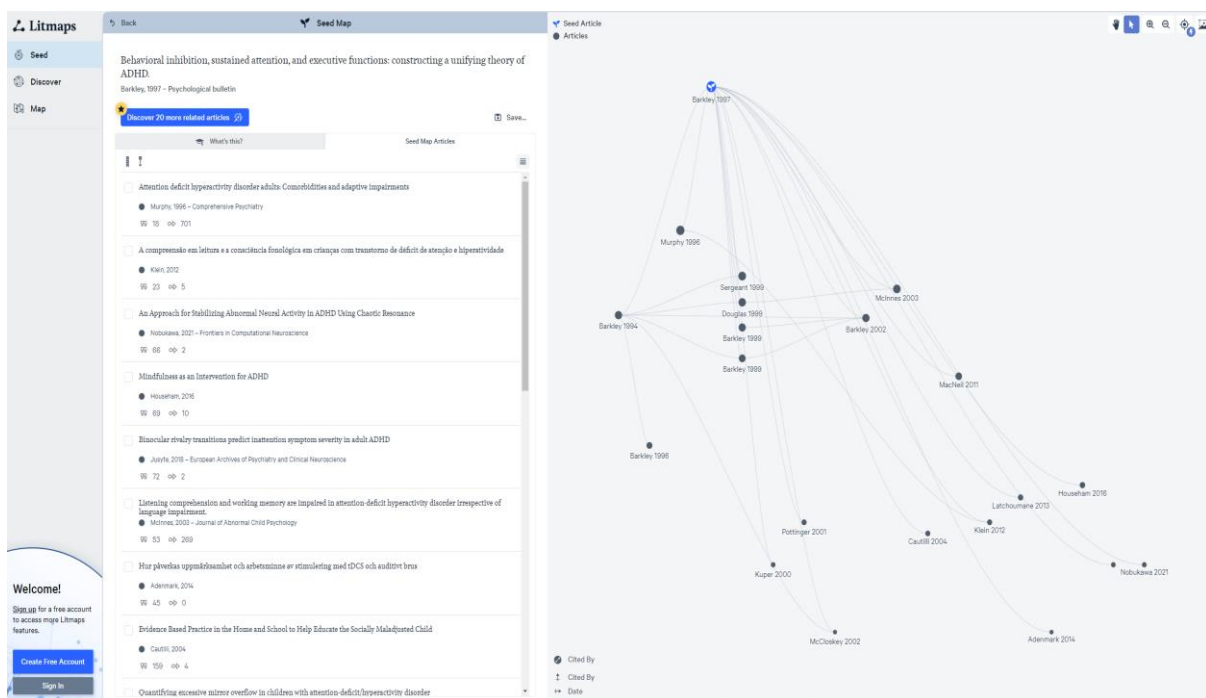 Litmaps
Seed
Discover
Map
Welcome!
Sign up for a free account
to access more Litmaps
features.
Create Free Account
Sign In
Back
Seed Map
Behavioral inhibition, sustained attention, and executive functions: constructing a unifying theory of
ADHD.
Barkley, 1997 - Psychological bulletin
Discover 20 more related articles
Save...
What's this?
Seed Map Articles
Attention deficit hyperactivity disorder adults: Comorbidities and adaptive impairments
Murphy, 1996 - Comprehensive Psychiatry
18 701
A compreensão em leitura e a consciência fonológica em crianças com transtorno de déficit de atenção e hiperatividade
Klein, 2012
23 5
An Approach for Stabilizing Abnormal Neural Activity in ADHD Using Chaotic Resonance
Nobukawa, 2021 - Frontiers in Computational Neuroscience
66 2
Mindfulness as an Intervention for ADHD
Househam, 2016
69 10
Binocular rivalry transitions predict inattention symptom severity in adult ADHD
Jusyte, 2018 - European Archives of Psychiatry and Clinical Neuroscience
72 2
Listening comprehension and working memory are impaired in attention-deficit hyperactivity disorder irrespective of
language impairment.
McInnes, 2003 - Journal of Abnormal Child Psychology
53 269
Hur påverkas uppmärksamhet och arbetsminne av stimulering med tDCS och auditivt brus
Adenmark, 2014
45 0
Evidence Based Practice in the Home and School to Help Educate the Socially Maladjusted Child
Cautilli, 2004
159 4
Quantifying excessive mirror overflow in children with attention-deficit/hyperactivity disorder
Seed Article
Articles
Barkley 1997
Murphy 1996
Sergeant 1999
McInnes 2003
Douglas 1999
Barkley 1994
Barkley 2002
Barkley 1999
Barkley 1999
MacNeil 2011
Barkley 1996
Househam 2016
Latchoumane 2013
Pottinger 2001
Klein 2012
Cautilli 2004
Kuper 2000
Nobukawa 2021
McCloskey 2002
Adenmark 2014
Cited By
Cited By
Date